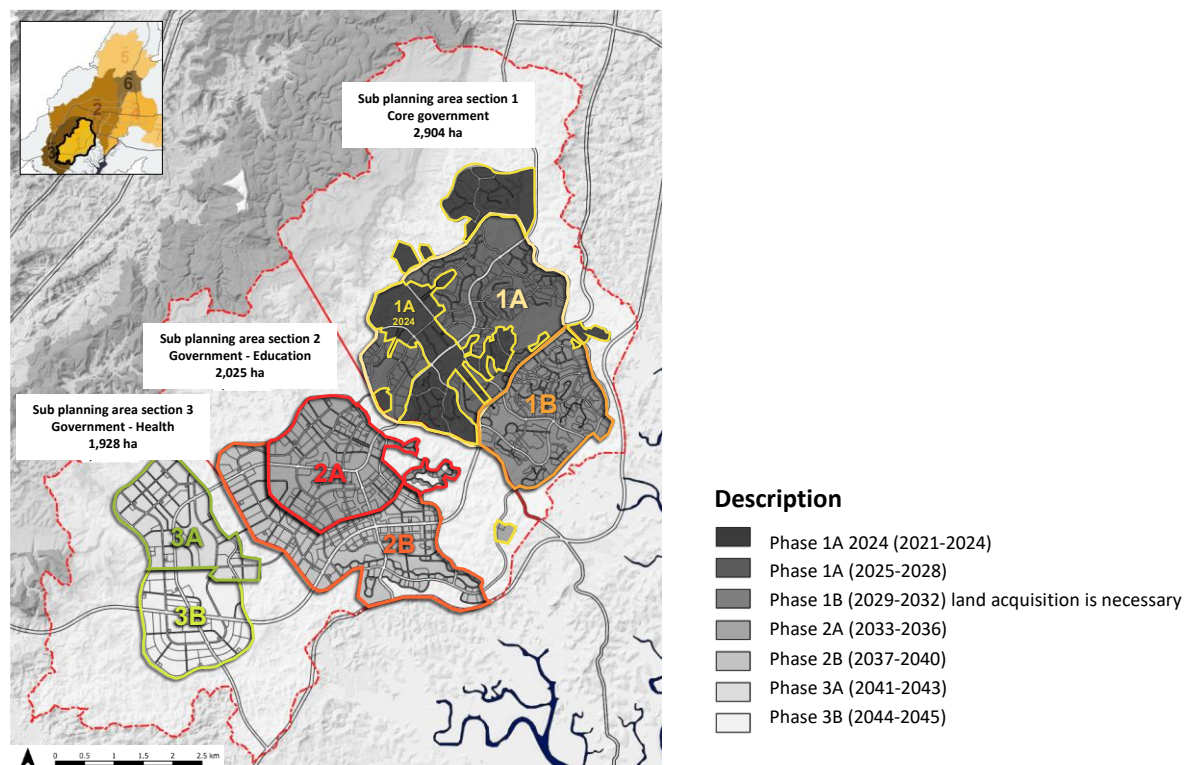 5
6
2
4
3
Sub planning area section 1
Core government
2,904 ha
1A
1A
2024
Sub planning area section 2
Government - Education
2,025 ha
1B
Sub planning area section 3
Government - Health
1,928 ha
2A
2B
3A
3B
0 0.5 1 1.5 2 2.5 km
Description
Phase 1A 2024 (2021-2024)
Phase 1A (2025-2028)
Phase 1B (2029-2032) land acquisition is necessary
Phase 2A (2033-2036)
Phase 2B (2037-2040)
Phase 3A (2041-2043)
Phase 3B (2044-2045)